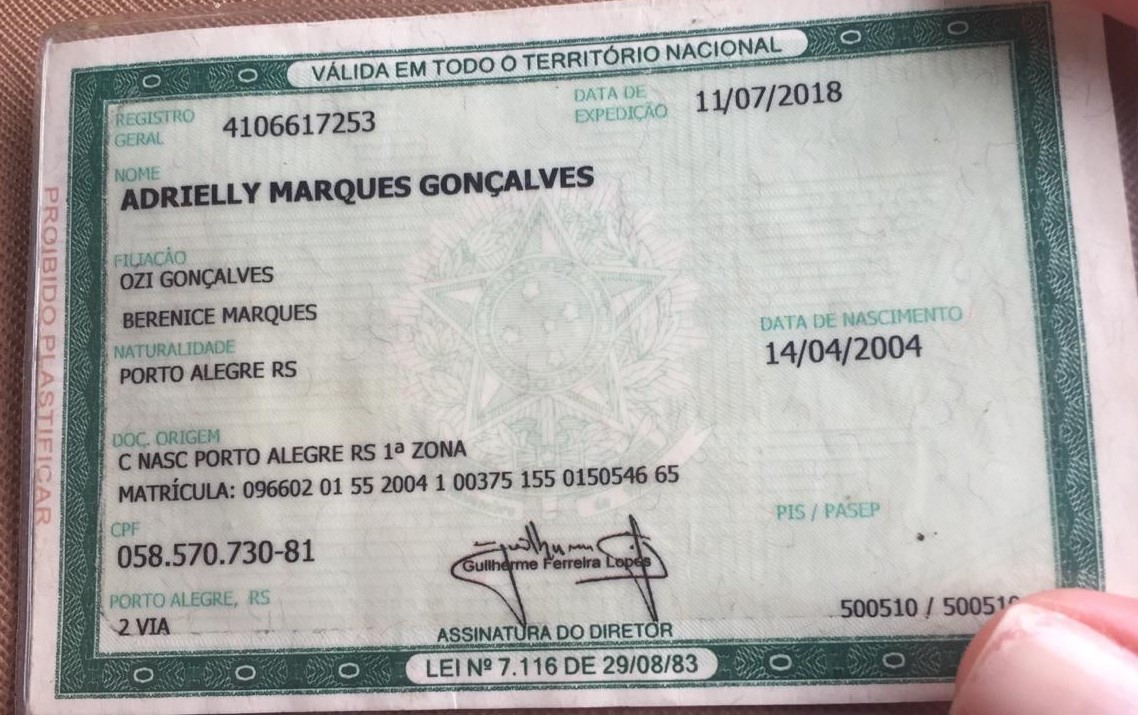 VÁLIDA EM TODO O TERRITÓRIO NACIONAL
REGISTRO GERAL 4106617253 DATA DE EXPEDIÇÃO 11/07/2018
NOME
ADRIELLY MARQUES GONÇALVES
FILIAÇÃO
OZI GONÇALVES
BERENICE MARQUES
NATURALIDADE
PORTO ALEGRE RS
DATA DE NASCIMENTO
14/04/2004
DOC. ORIGEM
C NASC PORTO ALEGRE RS 1ª ZONA
MATRÍCULA: 096602 01 55 2004 1 00375 155 0150546 65
CPF
058.570.730-81
PIS / PASEP
Guilherme Ferreira Lopes
PORTO ALEGRE, RS
2 VIA
ASSINATURA DO DIRETOR
500510 /
LEI Nº 7.116 DE 29/08/83
PROIBIDO PLASTIFICAR